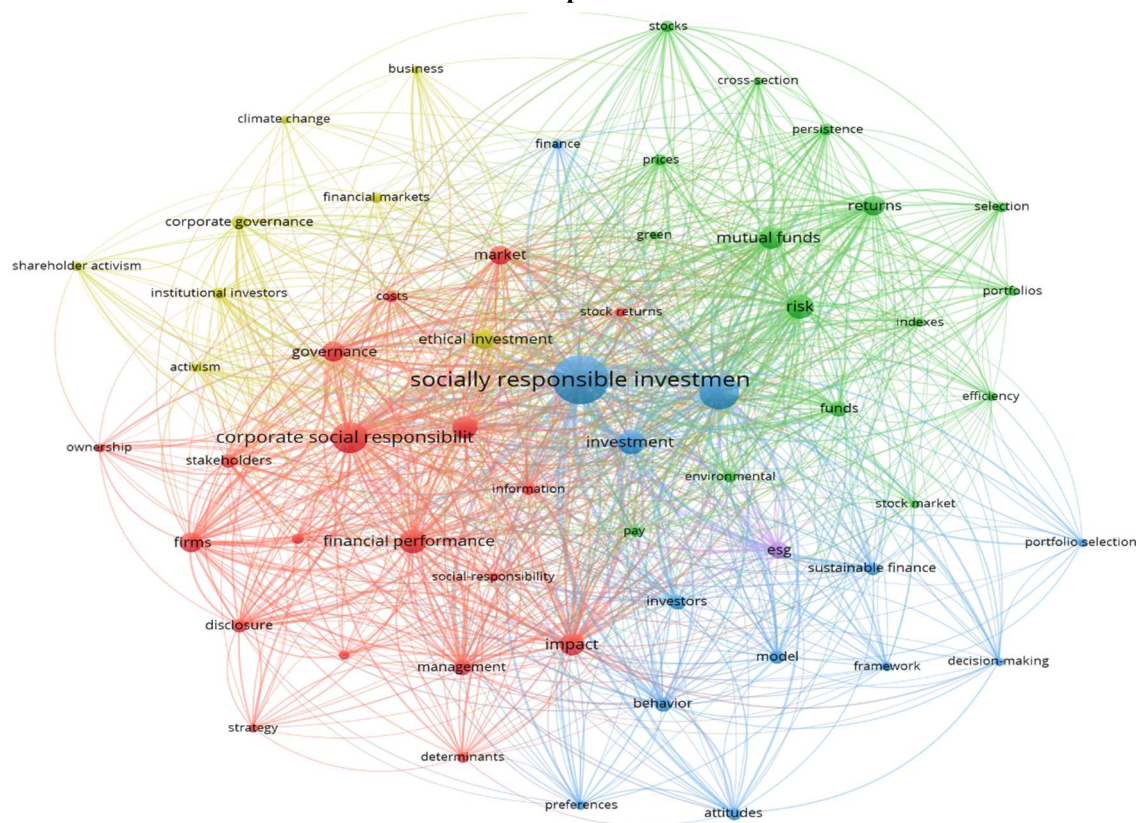 stocks
business
cross-section
climate change
persistence
finance
prices
financial markets
returns
selection
corporate governance
green
mutual funds
market
shareholder activism
institutional investors
costs
portfolios
risk
stock returns
indexes
ethical investment
governance
activism
socially responsible investmen
efficiency
funds
corporate social responsibilit
investment
ownership
stakeholders
environmental
information
stock market
pay
firms
financial performance
esg
portfolio selection
sustainable finance
social-responsibility
investors
disclosure
impact
model
management
framework
decision-making
behavior
strategy
determinants
preferences
attitudes